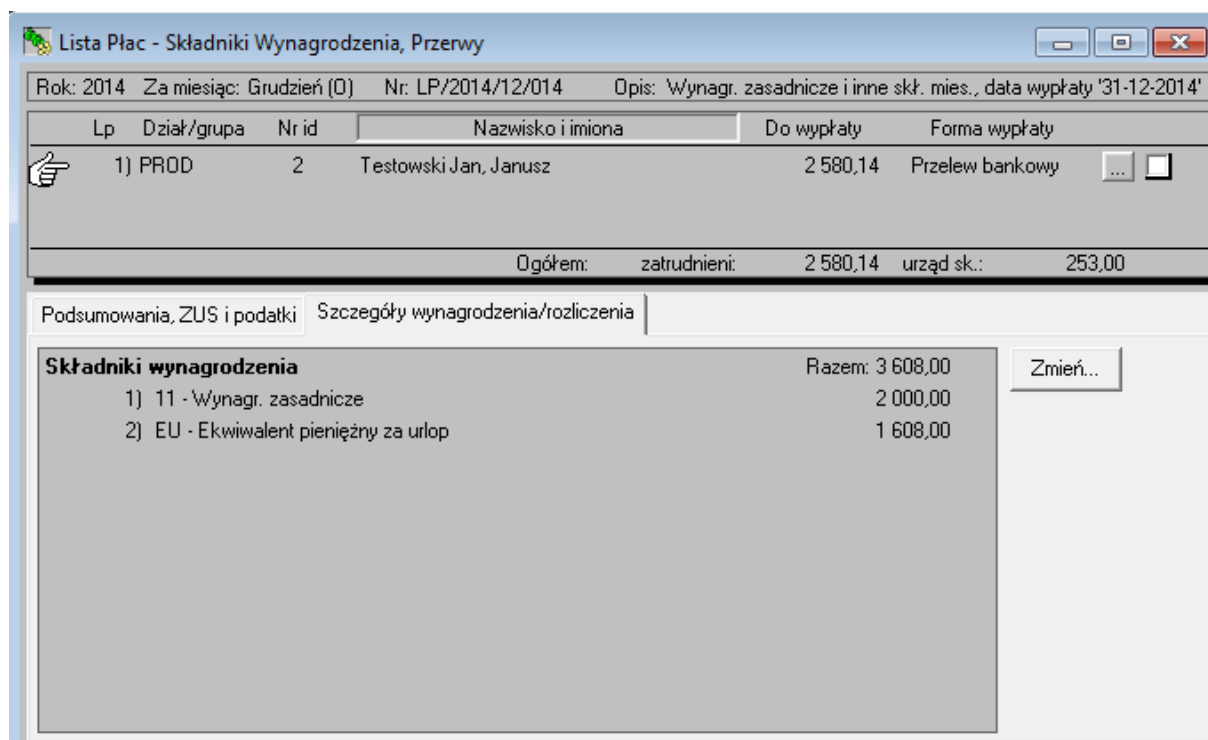 Lista Płac - Składniki Wynagrodzenia, Przerwy
Rok: 2014 Za miesiąc: Grudzień (O) Nr: LP/2014/12/014 Opis: Wynagr. zasadnicze i inne skł. mies., data wypłaty '31-12-2014'
Lp Dział/grupa Nr id Nazwisko i imiona Do wypłaty Forma wypłaty
1) PROD 2 Testowski Jan, Janusz 2 580,14 Przelew bankowy ...
Ogółem: zatrudnieni: 2 580,14 urząd sk.: 253,00
Podsumowania, ZUS i podatki Szczegóły wynagrodzenia/rozliczenia
Składniki wynagrodzenia Razem: 3 608,00 Zmień...
1) 11 - Wynagr. zasadnicze 2 000,00
2) EU - Ekwiwalent pieniężny za urlop 1 608,00